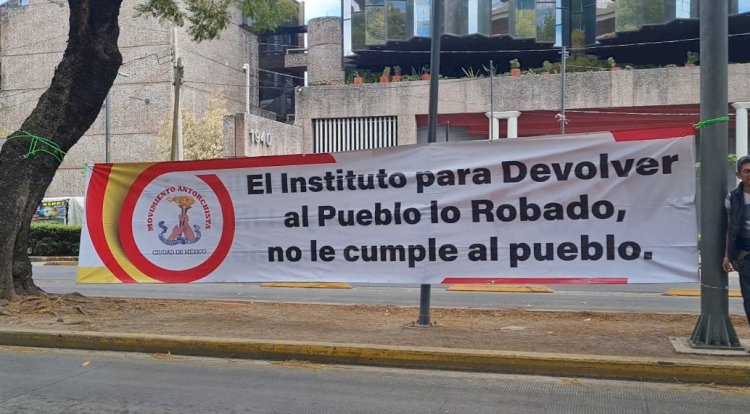 1940
MOVIMIENTO ANTORCHISTA
CIUDAD DE MÉXICO
El Instituto para Devolver
al Pueblo lo Robado,
no le cumple al pueblo.